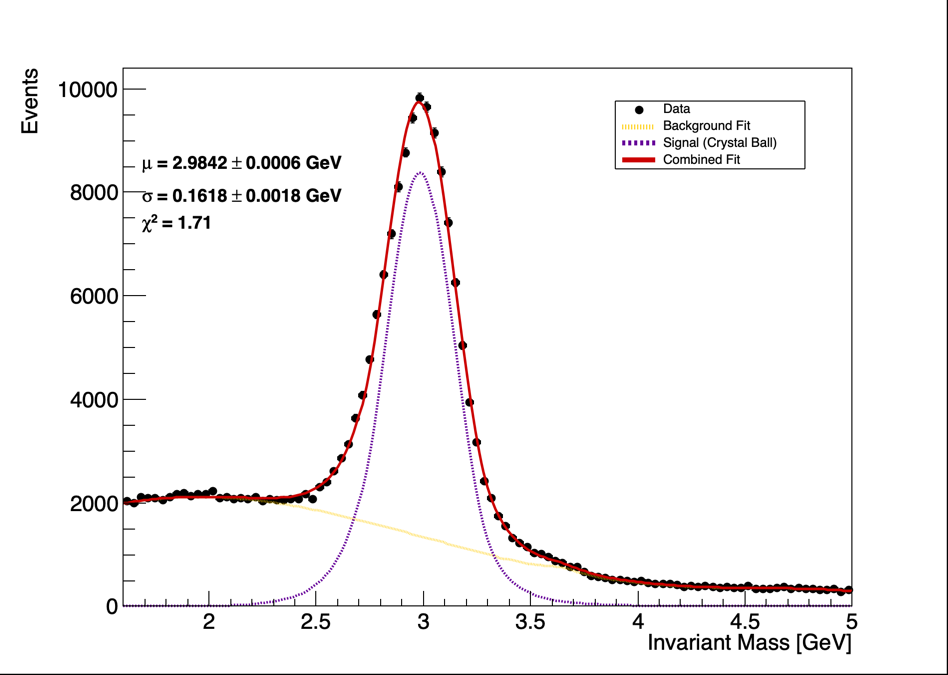 Events
10000
8000
6000
4000
2000
0
μ = 2.9842 ± 0.0006 GeV
σ = 0.1618 ± 0.0018 GeV
χ² = 1.71
Data
Background Fit
Signal (Crystal Ball)
Combined Fit
2 2.5 3 3.5 4 4.5 5
Invariant Mass [GeV]